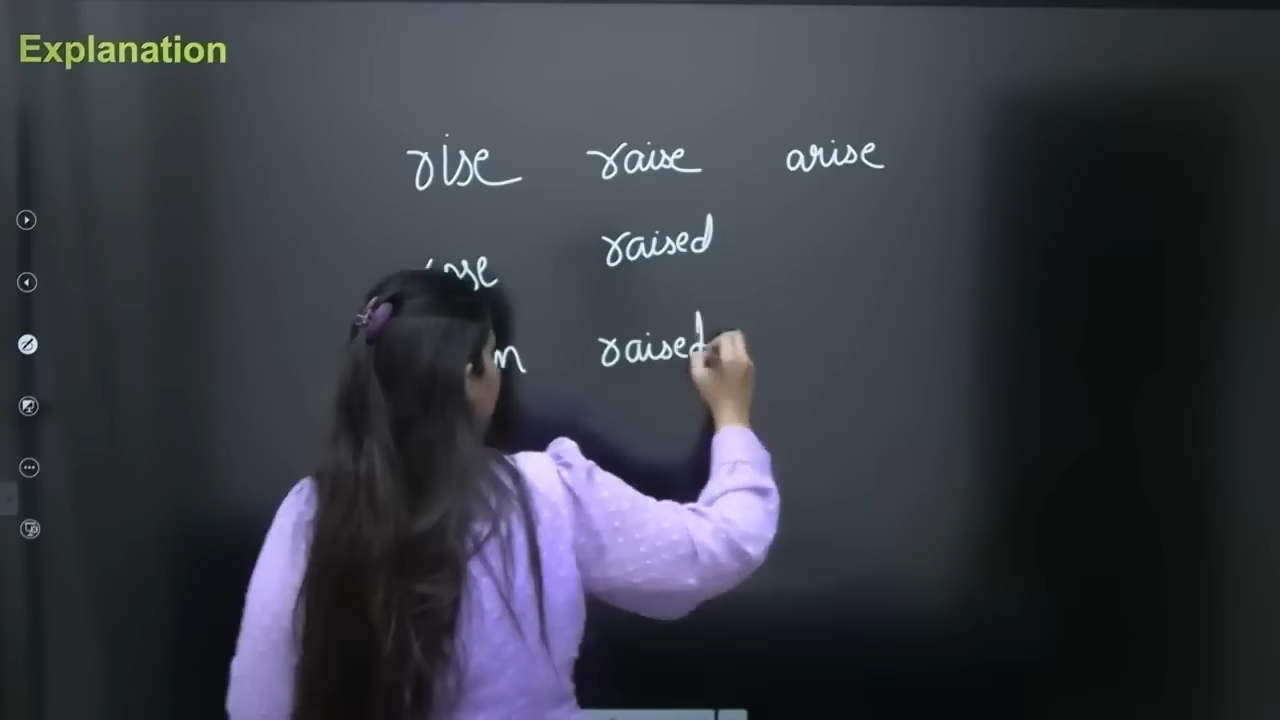 Explanation
rise raise arise
raised
raised